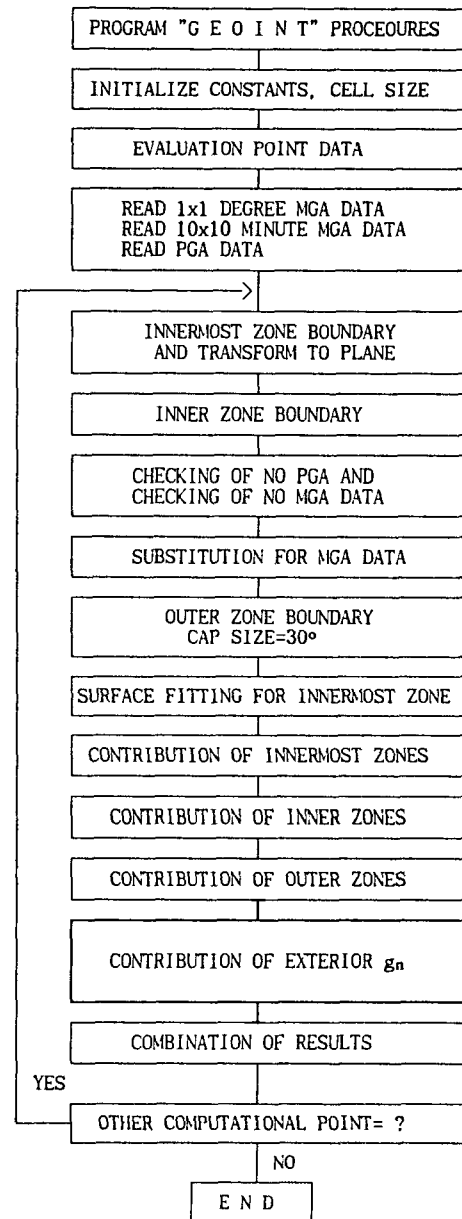 PROGRAM "G E O I N T" PROCEOURES
INITIALIZE CONSTANTS, CELL SIZE
EVALUATION POINT DATA
READ 1x1 DEGREE MGA DATA
READ 10x10 MINUTE MGA DATA
READ PGA DATA
INNERMOST ZONE BOUNDARY
AND TRANSFORM TO PLANE
INNER ZONE BOUNDARY
CHECKING OF NO PGA AND
CHECKING OF NO MGA DATA
SUBSTITUTION FOR MGA DATA
OUTER ZONE BOUNDARY
CAP SIZE=30°
SURFACE FITTING FOR INNERMOST ZONE
CONTRIBUTION OF INNERMOST ZONES
CONTRIBUTION OF INNER ZONES
CONTRIBUTION OF OUTER ZONES
CONTRIBUTION OF EXTERIOR gn
COMBINATION OF RESULTS
YES
OTHER COMPUTATIONAL POINT= ?
NO
E N D